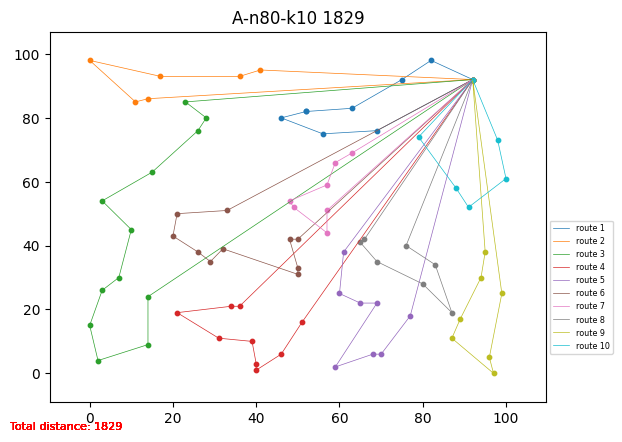 A-n80-k10 1829
100
80
60
40
20
0
0 20 40 60 80 100
route 1
route 2
route 3
route 4
route 5
route 6
route 7
route 8
route 9
route 10
Total distance: 1829